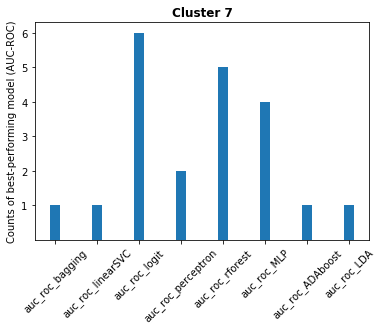 Cluster 7
Counts of best-performing model (AUC-ROC)
6
5
4
3
2
1
auc_roc_bagging
auc_roc_linearSVC
auc_roc_logit
auc_roc_perceptron
auc_roc_rforest
auc_roc_MLP
auc_roc_ADAboost
auc_roc_LDA